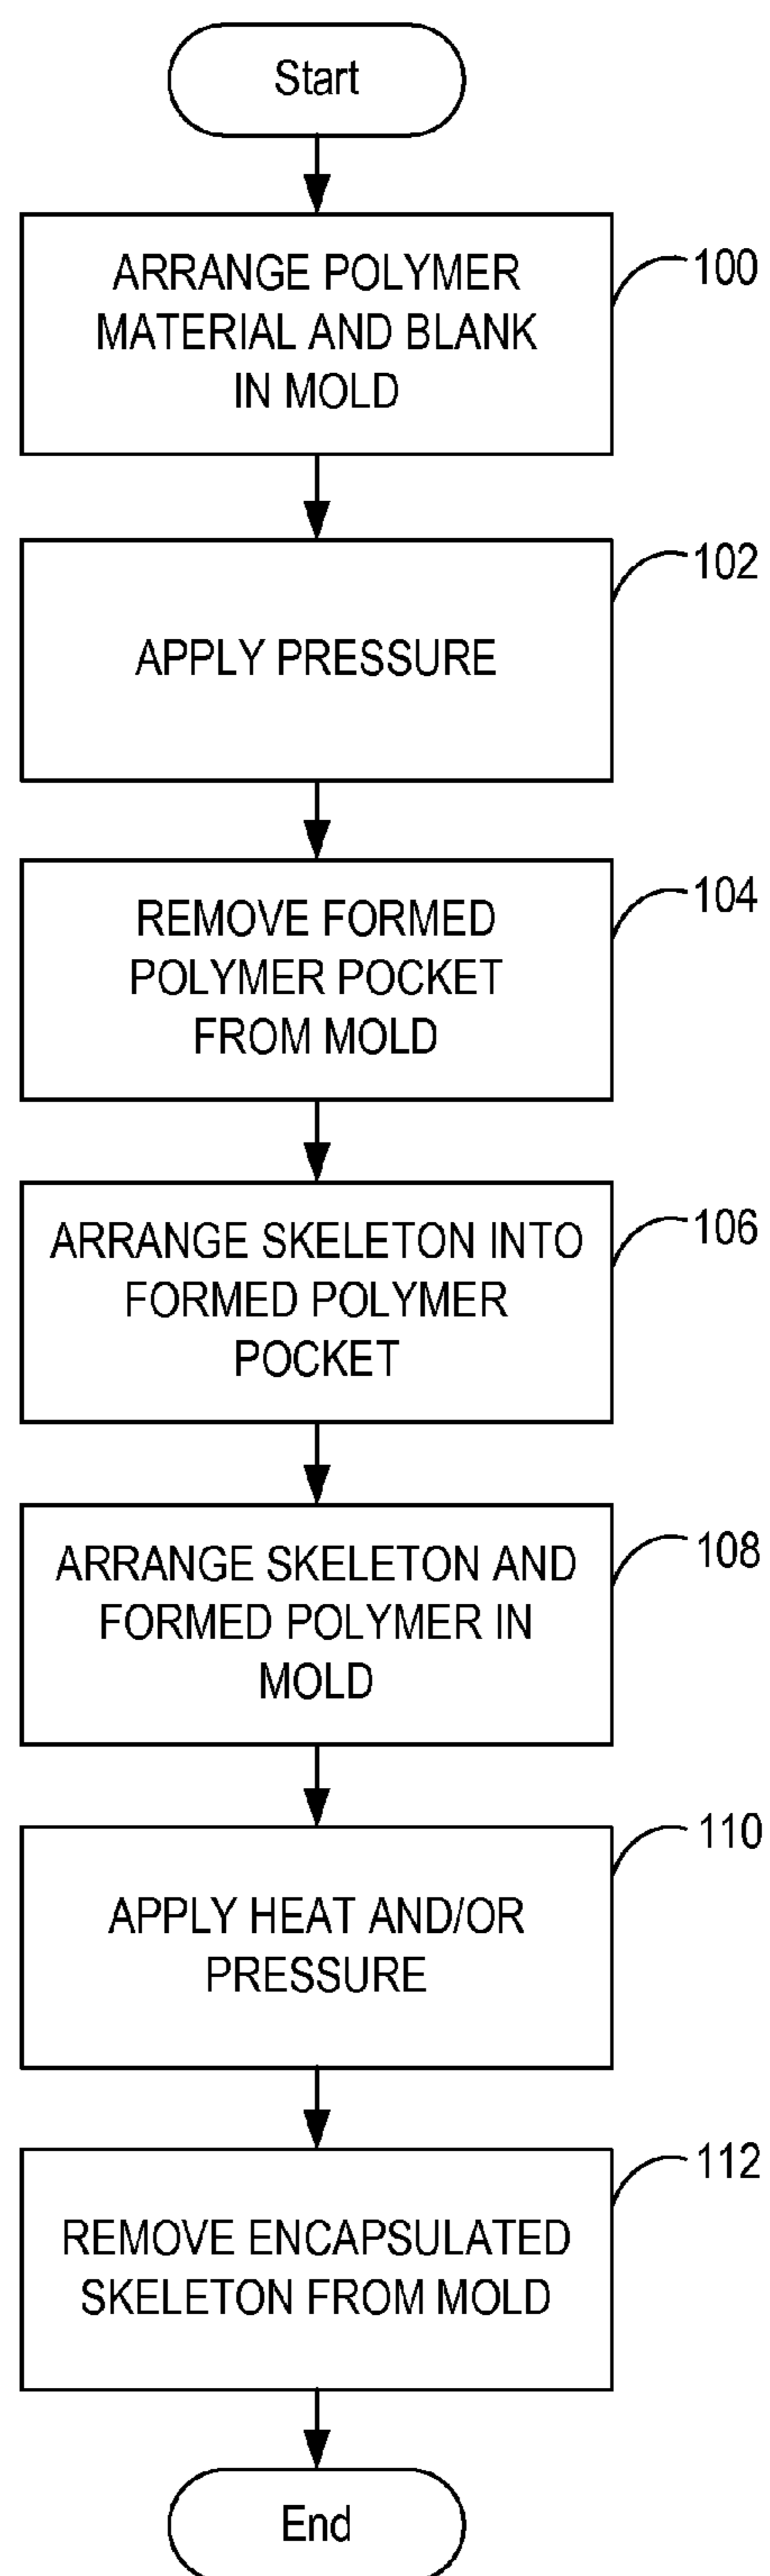 Start
ARRANGE POLYMER
MATERIAL AND BLANK
IN MOLD
100
APPLY PRESSURE
102
REMOVE FORMED
POLYMER POCKET
FROM MOLD
104
ARRANGE SKELETON INTO
FORMED POLYMER
POCKET
106
ARRANGE SKELETON AND
FORMED POLYMER IN
MOLD
108
APPLY HEAT AND/OR
PRESSURE
110
REMOVE ENCAPSULATED
SKELETON FROM MOLD
112
End